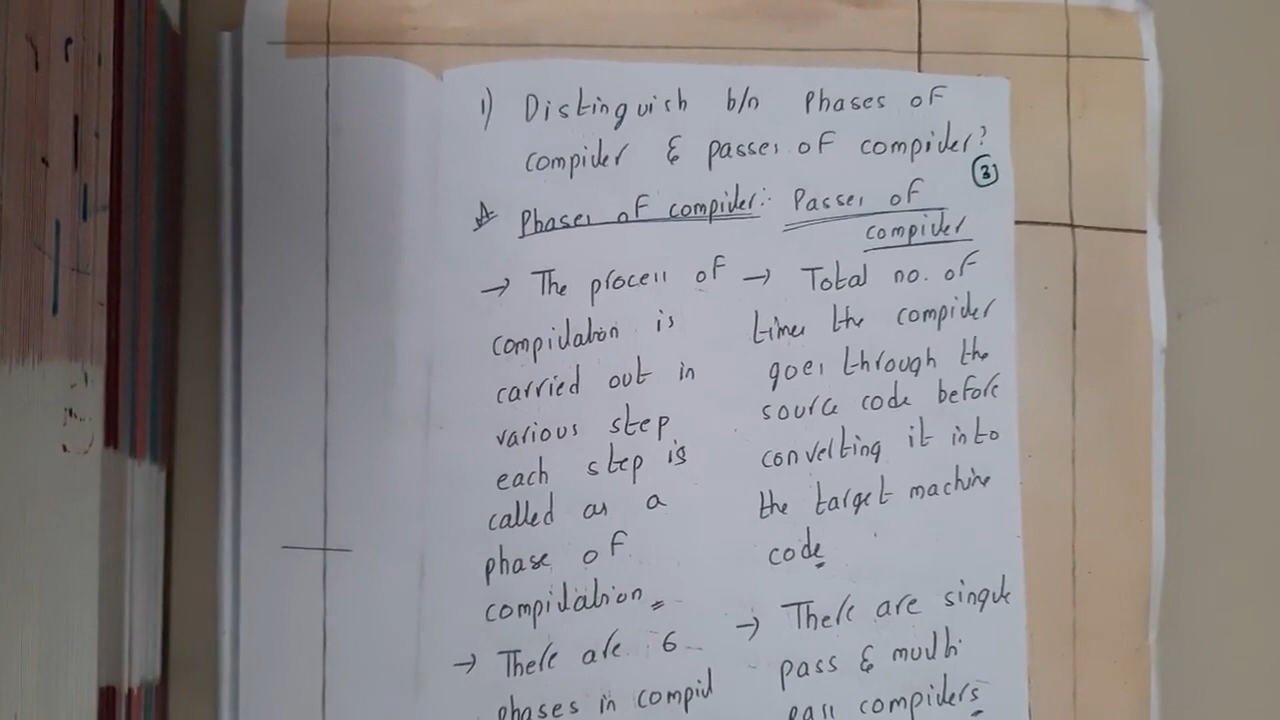 1) Distinguish b/n Phases of
compiler & passes of compiler?
3
A Phases of compiler:
→ The process of
compilation is
carried out in
various step
each step is
called as a
phase of
compilation
→ There are 6
phases in compil
Passes of
compiler
→ Total no. of
times the compiler
goes through the
source code before
converting it into
the target machine
code
→ There are single
pass & multi
pass compilers